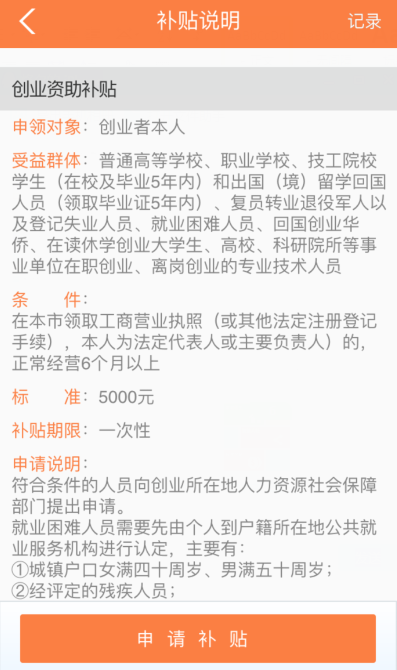 补贴说明
记录
创业资助补贴
申领对象：创业者本人
受益群体：普通高等学校、职业学校、技工院校
学生（在校及毕业5年内）和出国（境）留学回国
人员（领取毕业证5年内）、复员转业退役军人以
及登记失业人员、就业困难人员、回国创业华
侨、在读休学创业大学生、高校、科研院所等事
业单位在职创业、离岗创业的专业技术人员
条　　件：
在本市领取工商营业执照（或其他法定注册登记
手续），本人为法定代表人或主要负责人）的，
正常经营6个月以上
标　　准：5000元
补贴期限：一次性
申请说明：
符合条件的人员向创业所在地人力资源社会保障
部门提出申请。
就业困难人员需要先由个人到户籍所在地公共就
业服务机构进行认定，主要有：
①城镇户口女满四十周岁、男满五十周岁；
②经评定的残疾人员；
申 请 补 贴